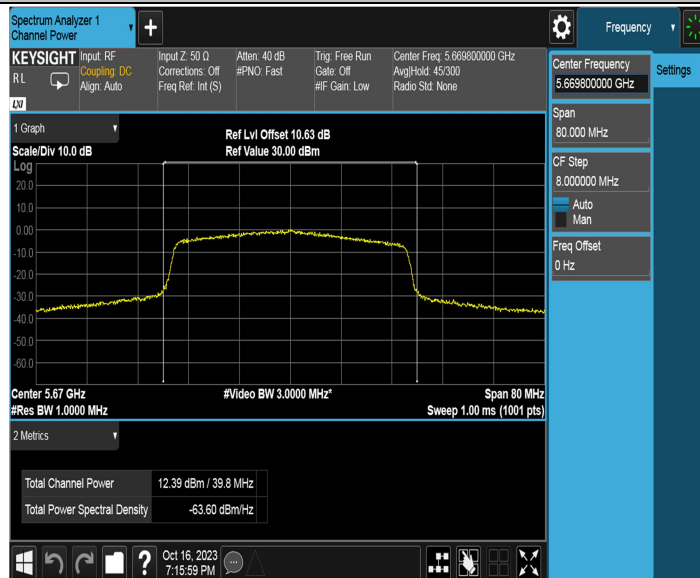 Spectrum Analyzer 1
Channel Power
Frequency
KEYSIGHT
RL
LXI
Input: RF
Coupling: DC
Align: Auto
Input Z: 50 Ω
Corrections: Off
Freq Ref: Int (S)
Atten: 40 dB
#PNO: Fast
Trig: Free Run
Gate: Off
#IF Gain: Low
Center Freq: 5.669800000 GHz
Avg|Hold: 45/300
Radio Std: None
Center Frequency
5.669800000 GHz
Settings
Span
80.000 MHz
CF Step
8.000000 MHz
Auto
Man
Freq Offset
0 Hz
1 Graph
Scale/Div 10.0 dB
Ref Lvl Offset 10.63 dB
Ref Value 30.00 dBm
Log
20.0
10.0
0.00
-10.0
-20.0
-30.0
-40.0
-50.0
-60.0
Center 5.67 GHz
#Res BW 1.0000 MHz
#Video BW 3.0000 MHz*
Span 80 MHz
Sweep 1.00 ms (1001 pts)
2 Metrics
Total Channel Power 12.39 dBm / 39.8 MHz
Total Power Spectral Density -63.60 dBm/Hz
?
Oct 16, 2023
7:15:59 PM